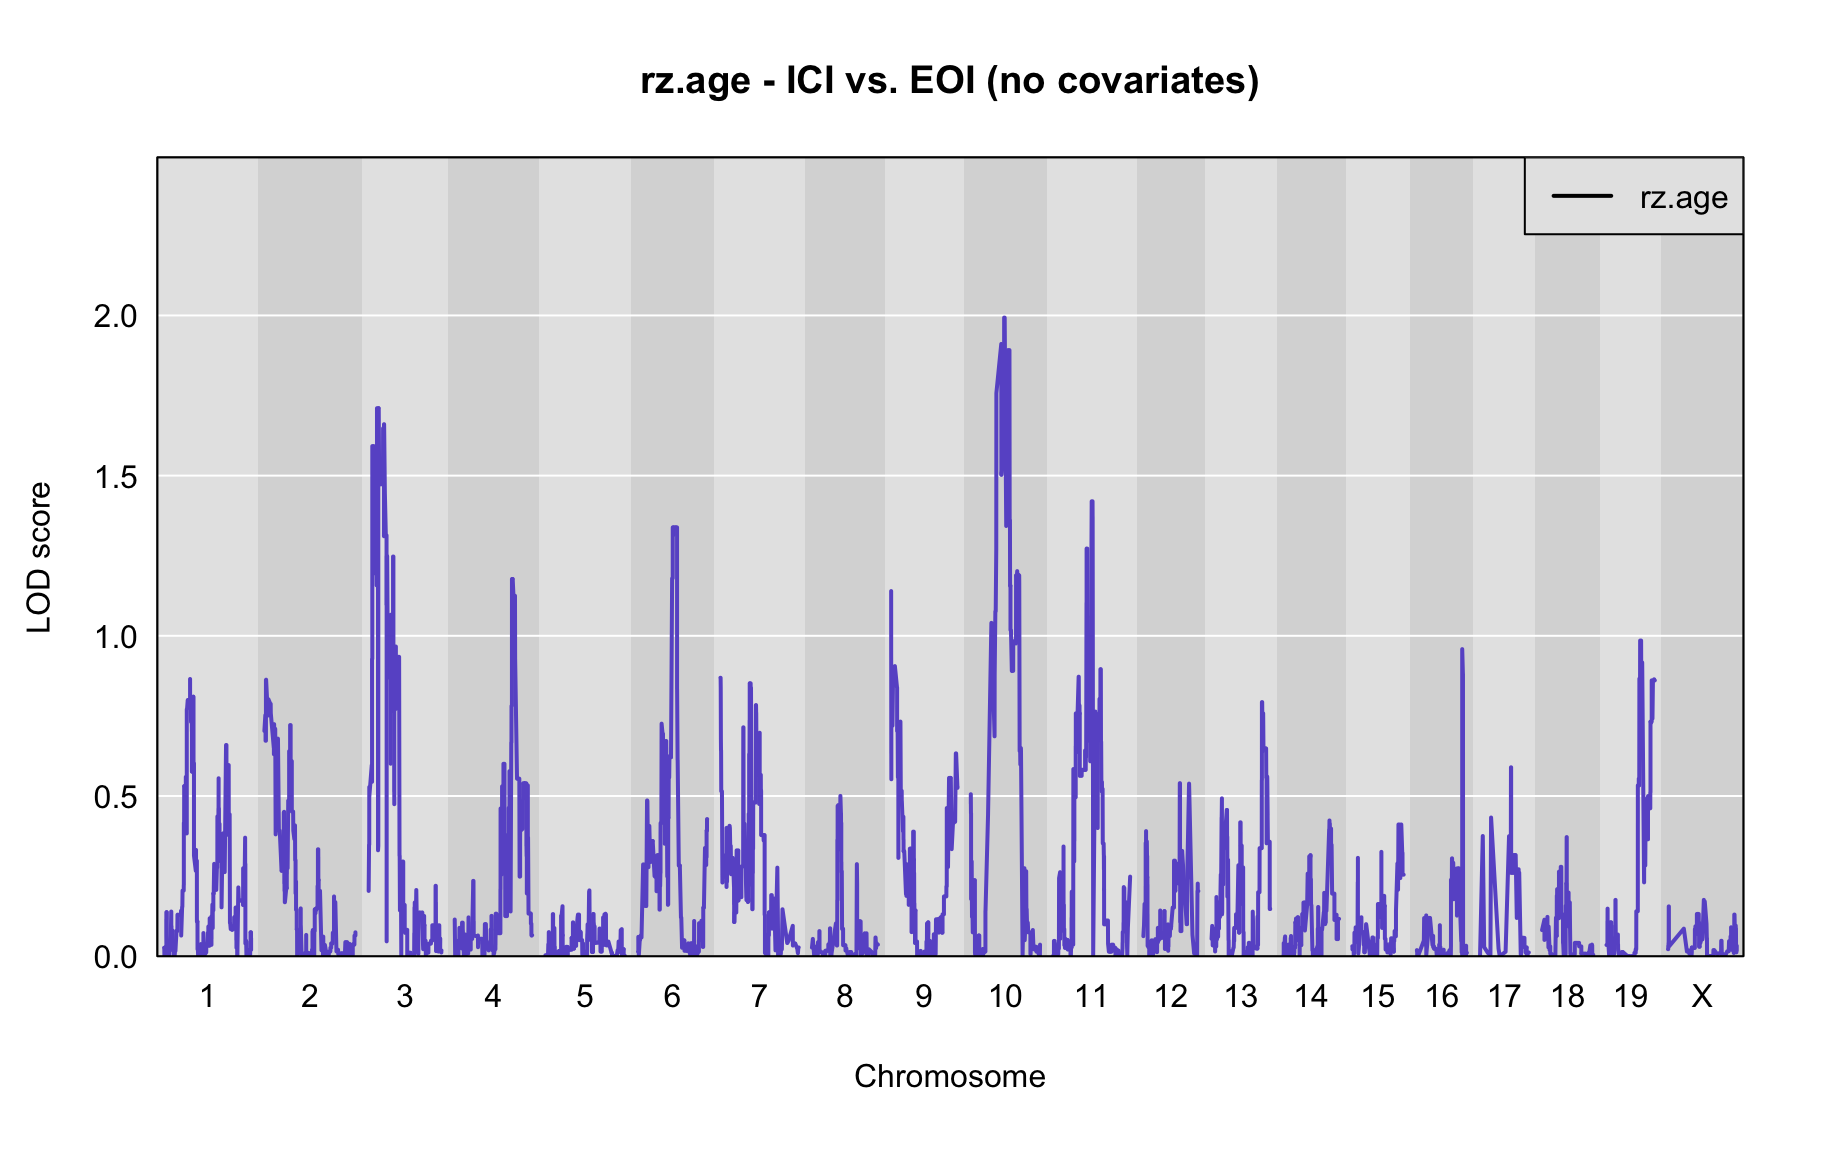 rz.age - ICI vs. EOI (no covariates)
rz.age
LOD score
2.0
1.5
1.0
0.5
0.0
1 2 3 4 5 6 7 8 9 10 11 12 13 14 15 16 17 18 19 X
Chromosome